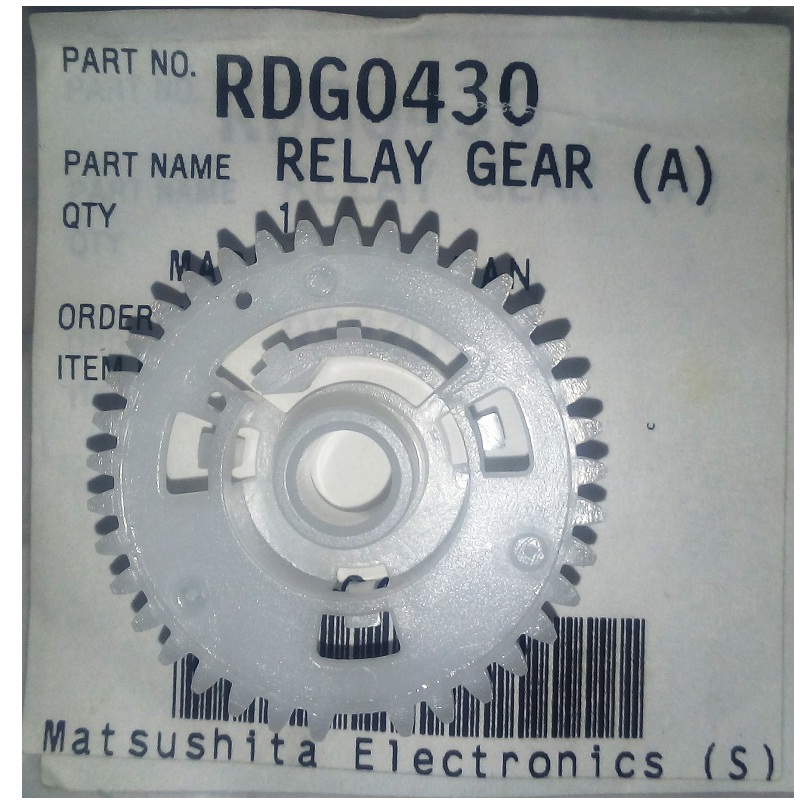 PART NO. RDG0430
PART NAME RELAY GEAR (A)
QTY 1
ORDER
ITEM
Matsushita Electronics (S)